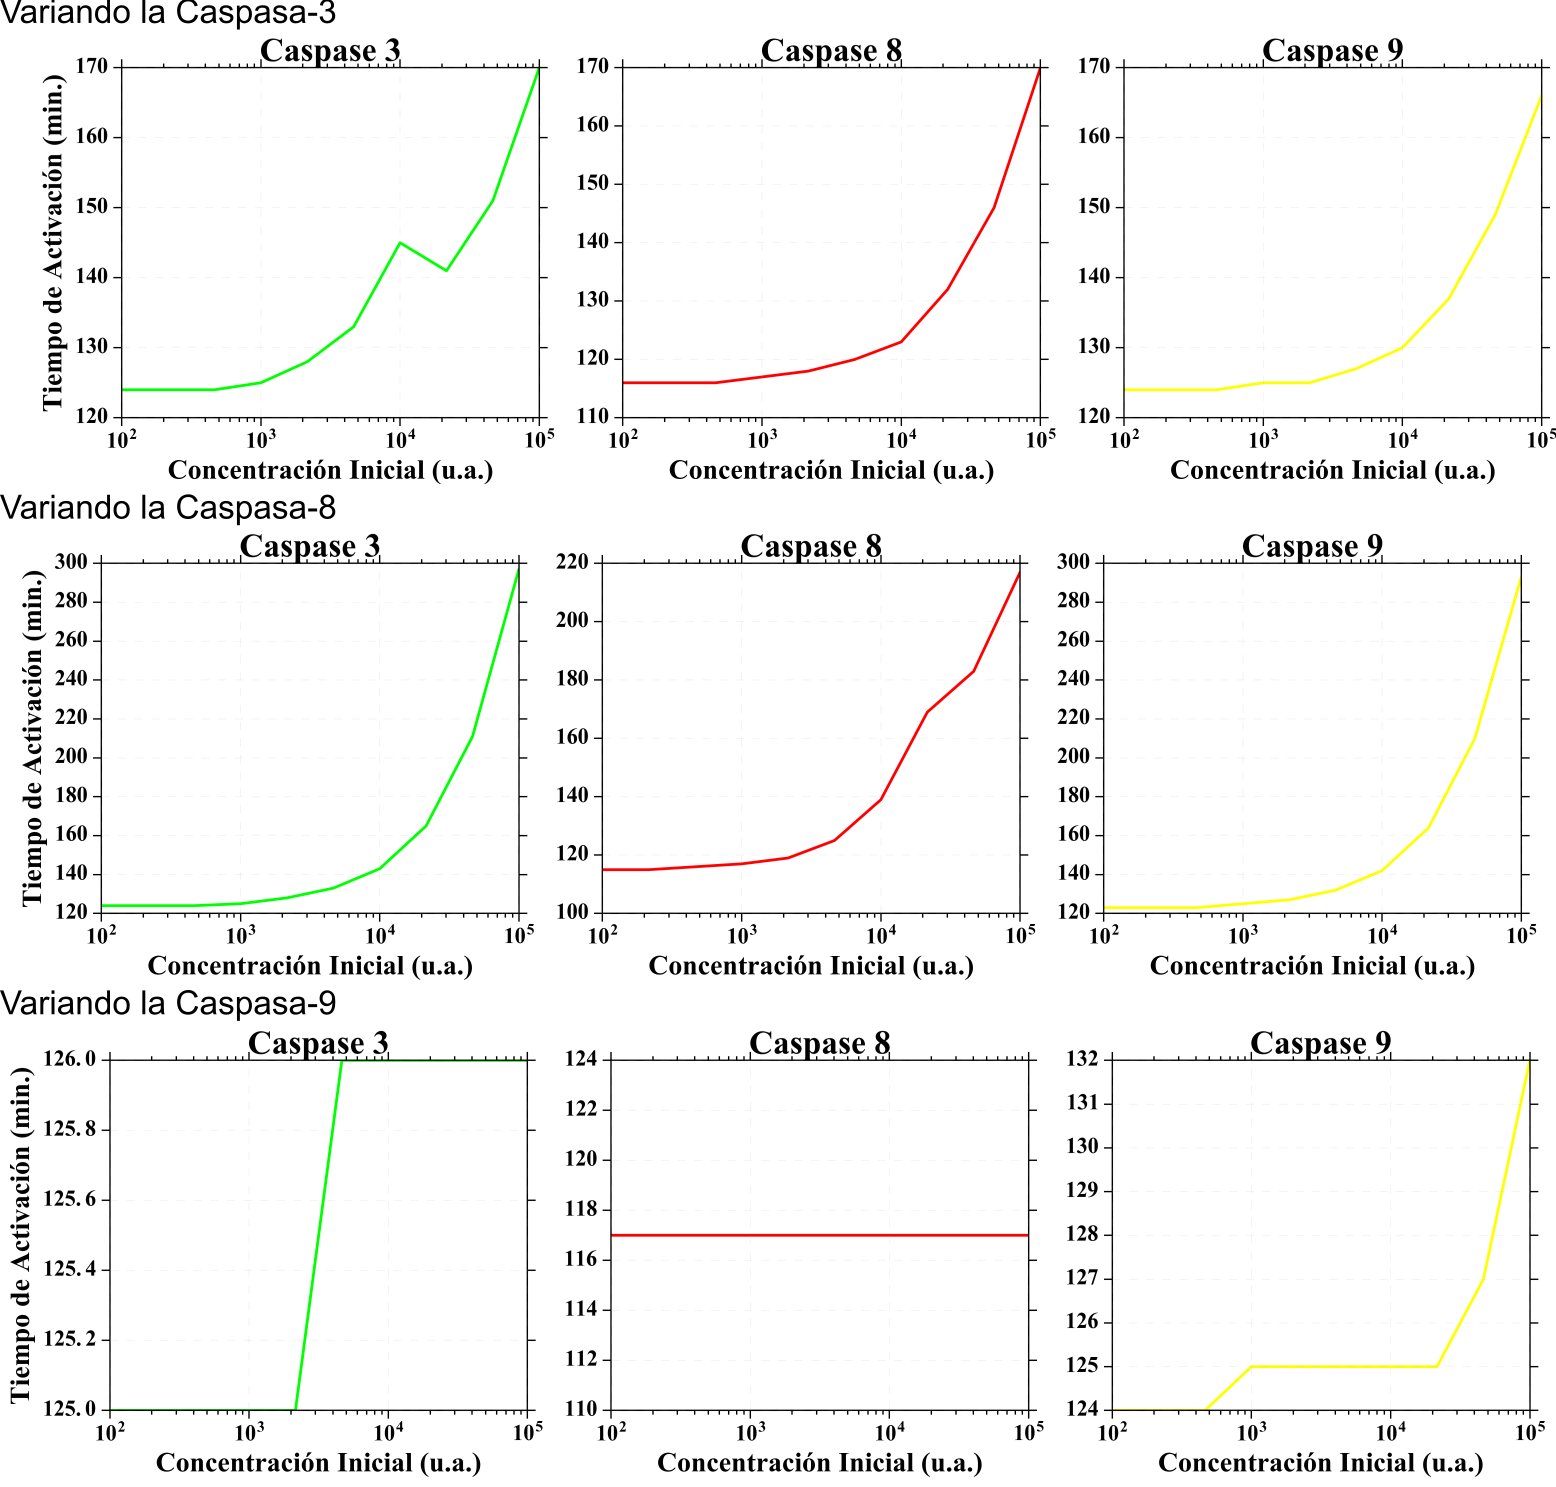 Variando la Caspasa-3
Caspase 3 Caspase 8 Caspase 9
Tiempo de Activación (min.)
170 160 150 140 130 120
10² 10³ 10⁴ 10⁵
Concentración Inicial (u.a.)
170 160 150 140 130 120 110
10² 10³ 10⁴ 10⁵
Concentración Inicial (u.a.)
170 160 150 140 130 120
10² 10³ 10⁴ 10⁵
Concentración Inicial (u.a.)
Variando la Caspasa-8
Caspase 3 Caspase 8 Caspase 9
Tiempo de Activación (min.)
300 280 260 240 220 200 180 160 140 120
10² 10³ 10⁴ 10⁵
Concentración Inicial (u.a.)
220 200 180 160 140 120 100
10² 10³ 10⁴ 10⁵
Concentración Inicial (u.a.)
300 280 260 240 220 200 180 160 140 120
10² 10³ 10⁴ 10⁵
Concentración Inicial (u.a.)
Variando la Caspasa-9
Caspase 3 Caspase 8 Caspase 9
Tiempo de Activación (min.)
126.0 125.8 125.6 125.4 125.2 125.0
10² 10³ 10⁴ 10⁵
Concentración Inicial (u.a.)
124 122 120 118 116 114 112 110
10² 10³ 10⁴ 10⁵
Concentración Inicial (u.a.)
132 131 130 129 128 127 126 125 124
10² 10³ 10⁴ 10⁵
Concentración Inicial (u.a.)